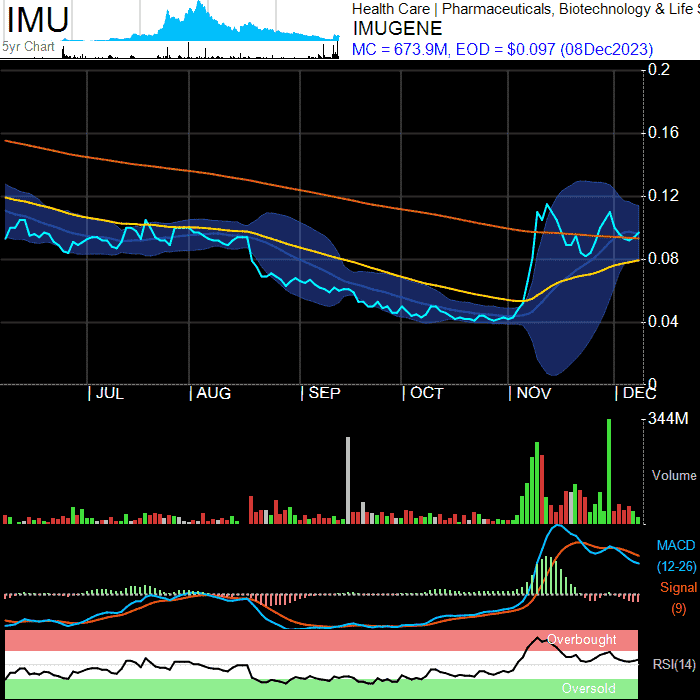 IMU
5yr Chart
Health Care | Pharmaceuticals, Biotechnology & Life S
IMUGENE
MC = 673.9M, EOD = $0.097 (08Dec2023)
0.2
0.16
0.12
0.08
0.04
0
JUL AUG SEP OCT NOV DEC
344M
Volume
MACD
(12-26)
Signal
(9)
Overbought
RSI(14)
Oversold